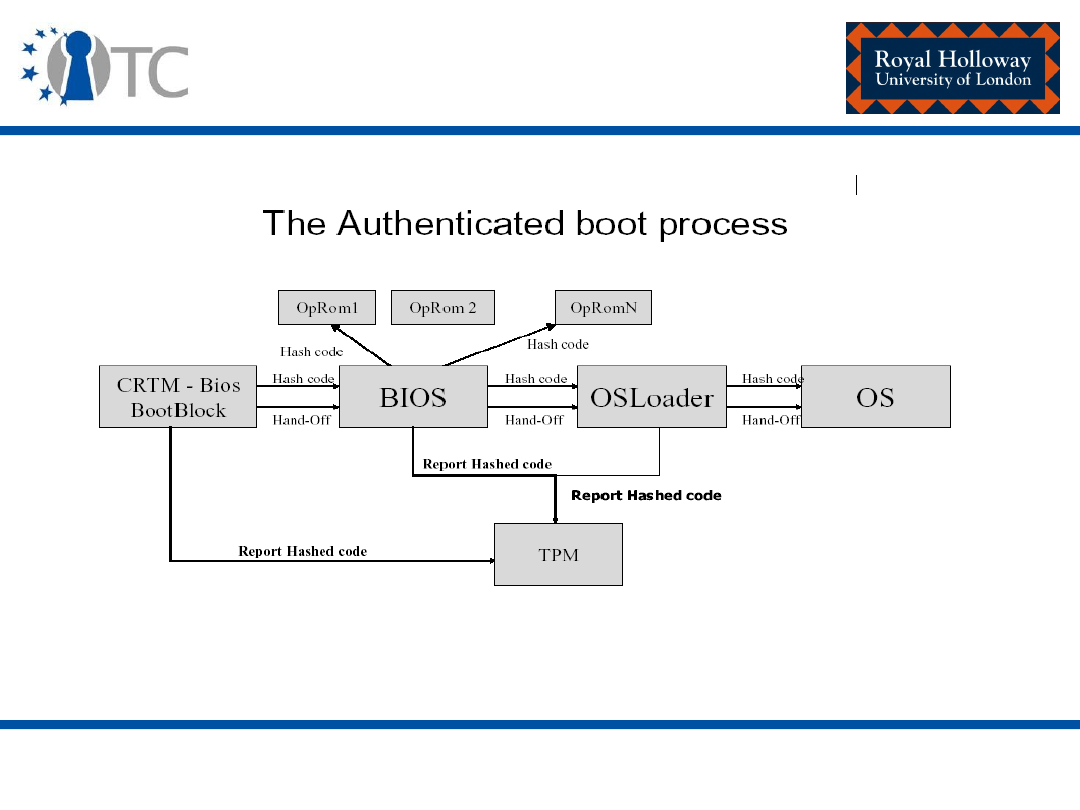 TC
Royal Holloway
University of London
The Authenticated boot process
OpRom1
OpRom 2
OpRomN
Hash code
Hash code
CRTM - Bios
BootBlock
Hash code
Hand-Off
BIOS
Hash code
Hand-Off
OSLoader
Hash code
Hand-Off
OS
Report Hashed code
Report Hashed code
Report Hashed code
TPM